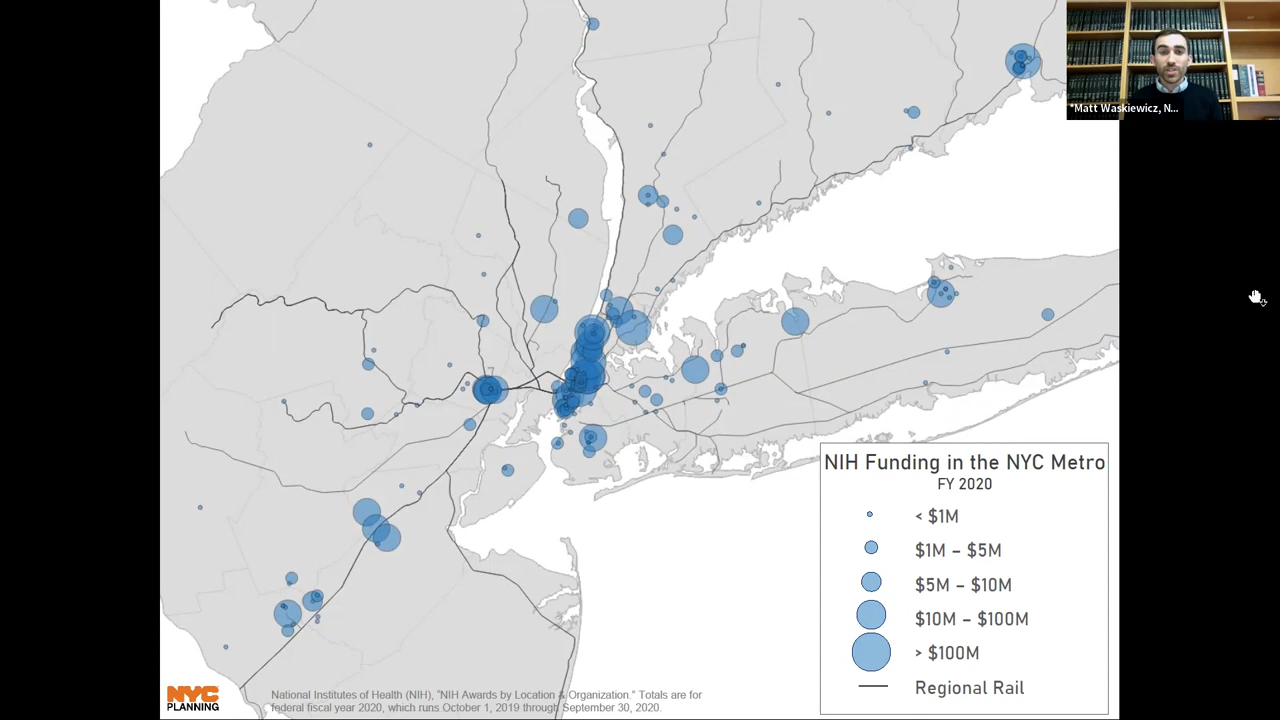 *Matt Waskiewicz, N...
NIH Funding in the NYC Metro
FY 2020
< $1M
$1M – $5M
$5M – $10M
$10M – $100M
> $100M
Regional Rail
NYC
PLANNING
National Institutes of Health (NIH), "NIH Awards by Location & Organization." Totals are for
federal fiscal year 2020, which runs October 1, 2019 through September 30, 2020.